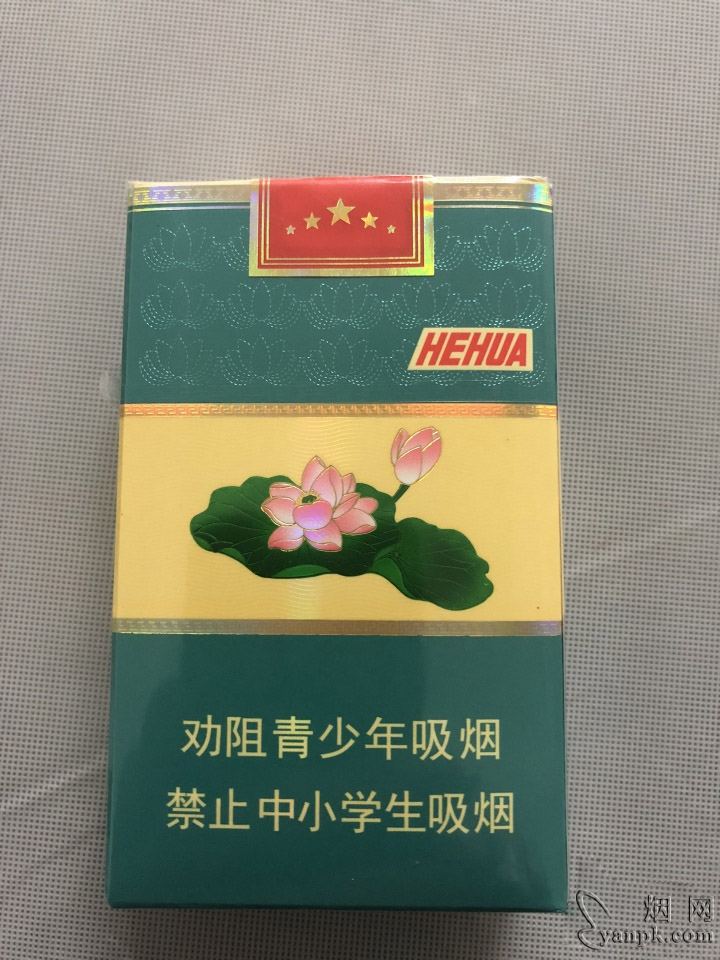 HEHUA
劝阻青少年吸烟
禁止中小学生吸烟
烟网
yanpk.com